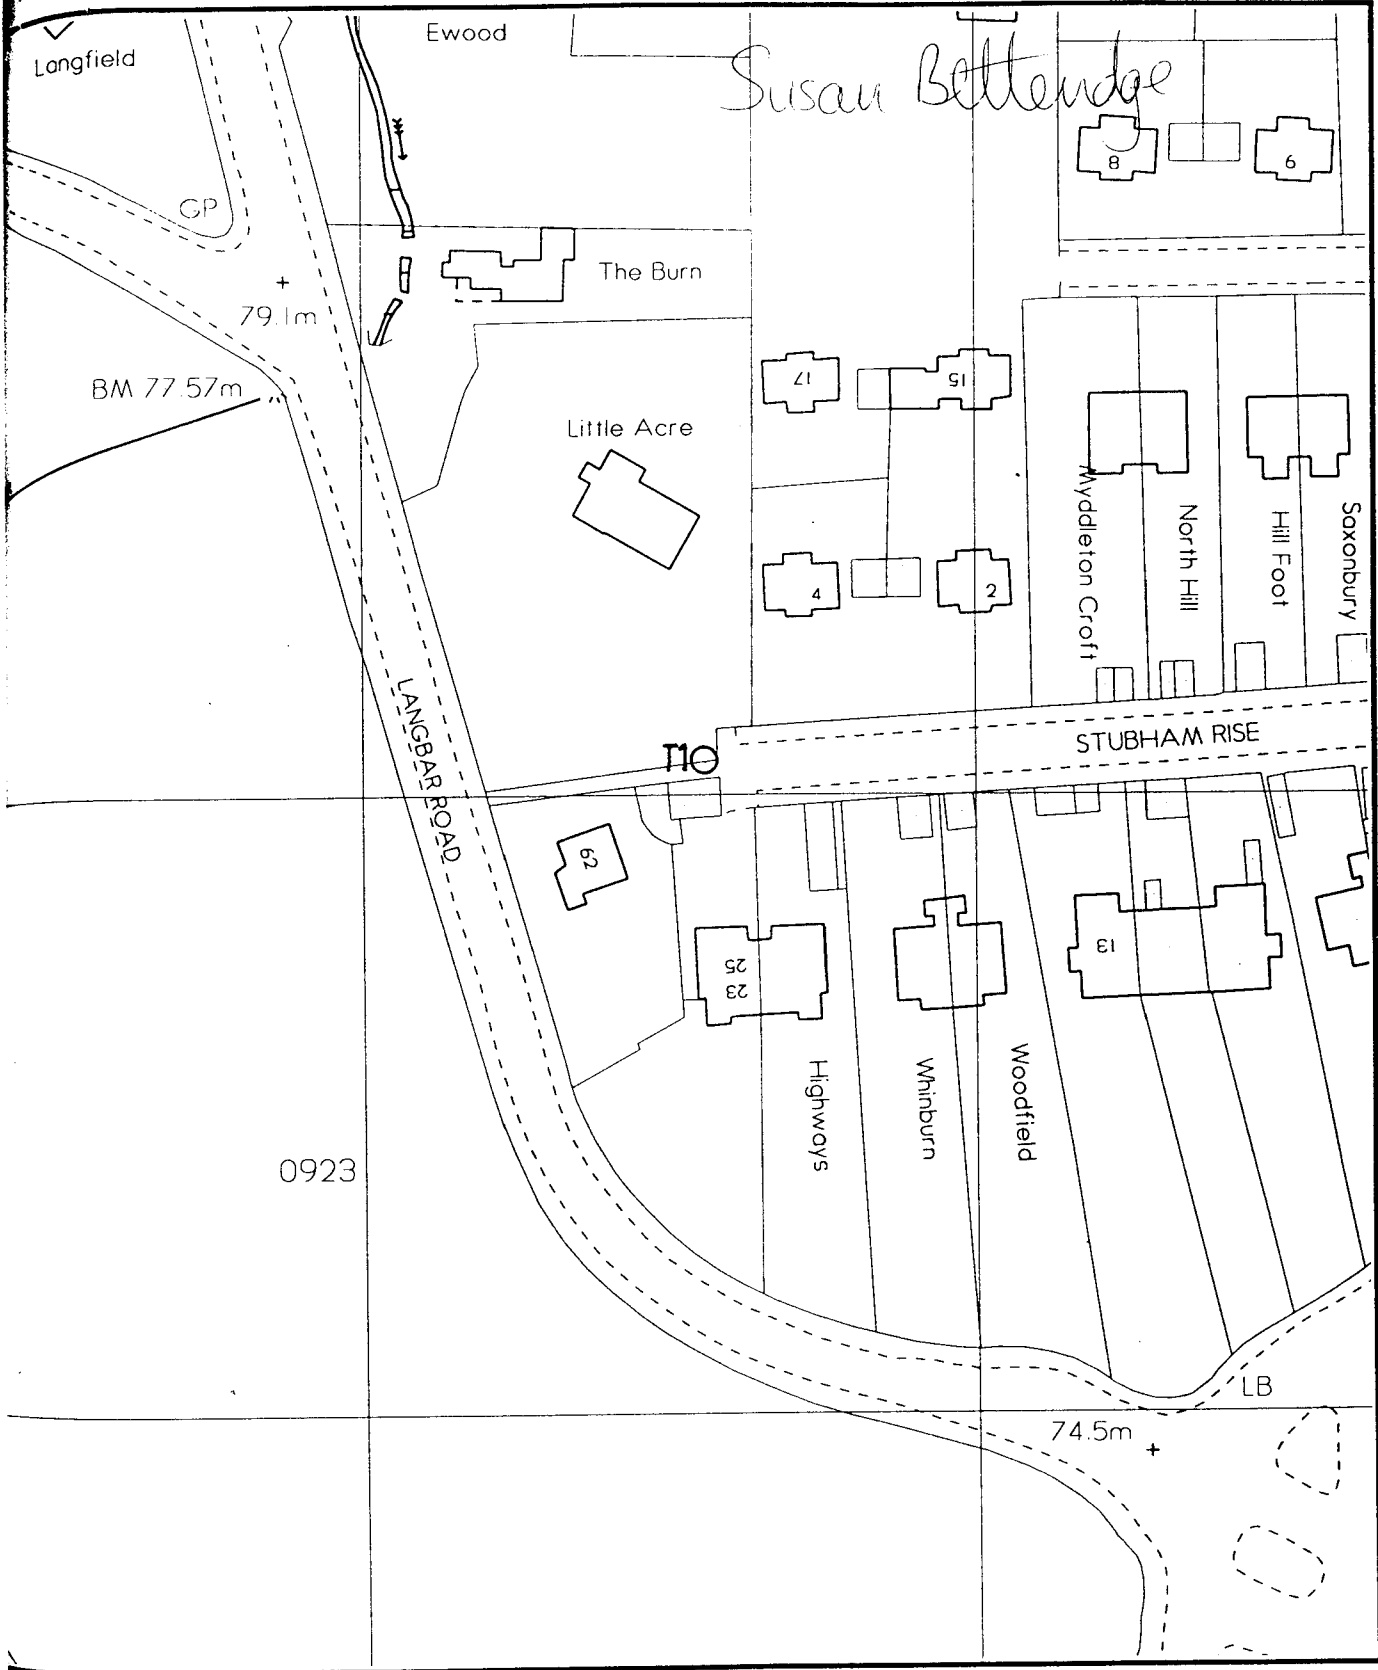 Langfield
Ewood
Susan Betteridge
8
6
GP
The Burn
79.1m
BM 77.57m
17
15
Little Acre
4
2
Myddleton Croft
North Hill
Hill Foot
Saxonbury
LANGBAR ROAD
T1
STUBHAM RISE
62
25
23
13
Highways
Whinburn
Woodfield
0923
LB
74.5m